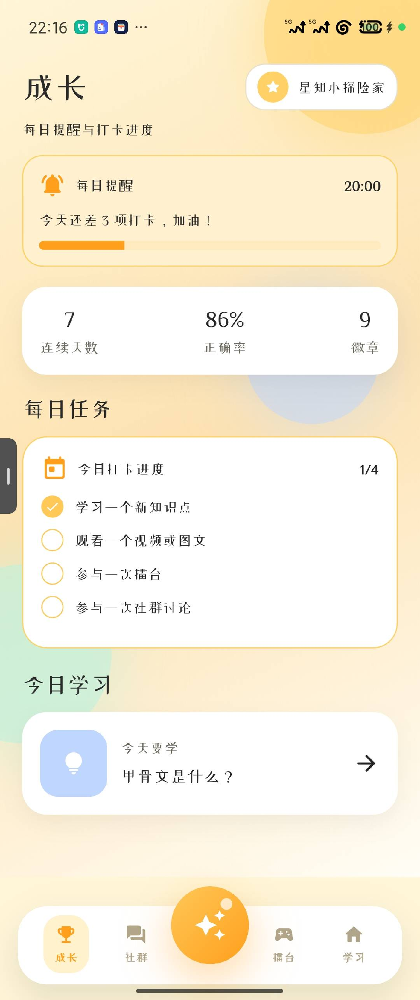 22:16
5G 5G 100
成长
星知小探险家
每日提醒与打卡进度
每日提醒 20:00
今天还差 3 项打卡，加油！
7 86% 9
连续天数 正确率 徽章
每日任务
今日打卡进度 1/4
学习一个新知识点
观看一个视频或图文
参与一次擂台
参与一次社群讨论
今日学习
今天要学
甲骨文是什么？
成长 社群 擂台 学习